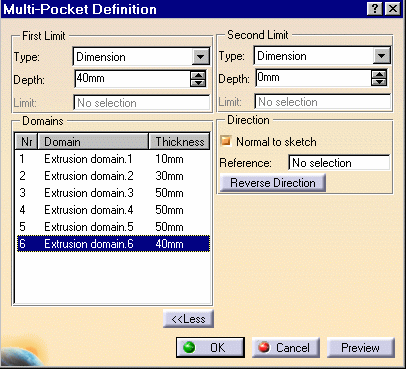 Multi-Pocket Definition
First Limit
Type: Dimension
Depth: 40mm
Limit: No selection
Second Limit
Type: Dimension
Depth: 0mm
Limit: No selection
Domains
Nr Domain Thickness
1 Extrusion domain.1 10mm
2 Extrusion domain.2 30mm
3 Extrusion domain.3 50mm
4 Extrusion domain.4 50mm
5 Extrusion domain.5 50mm
6 Extrusion domain.6 40mm
Direction
Normal to sketch
Reference: No selection
Reverse Direction
<<Less
OK
Cancel
Preview